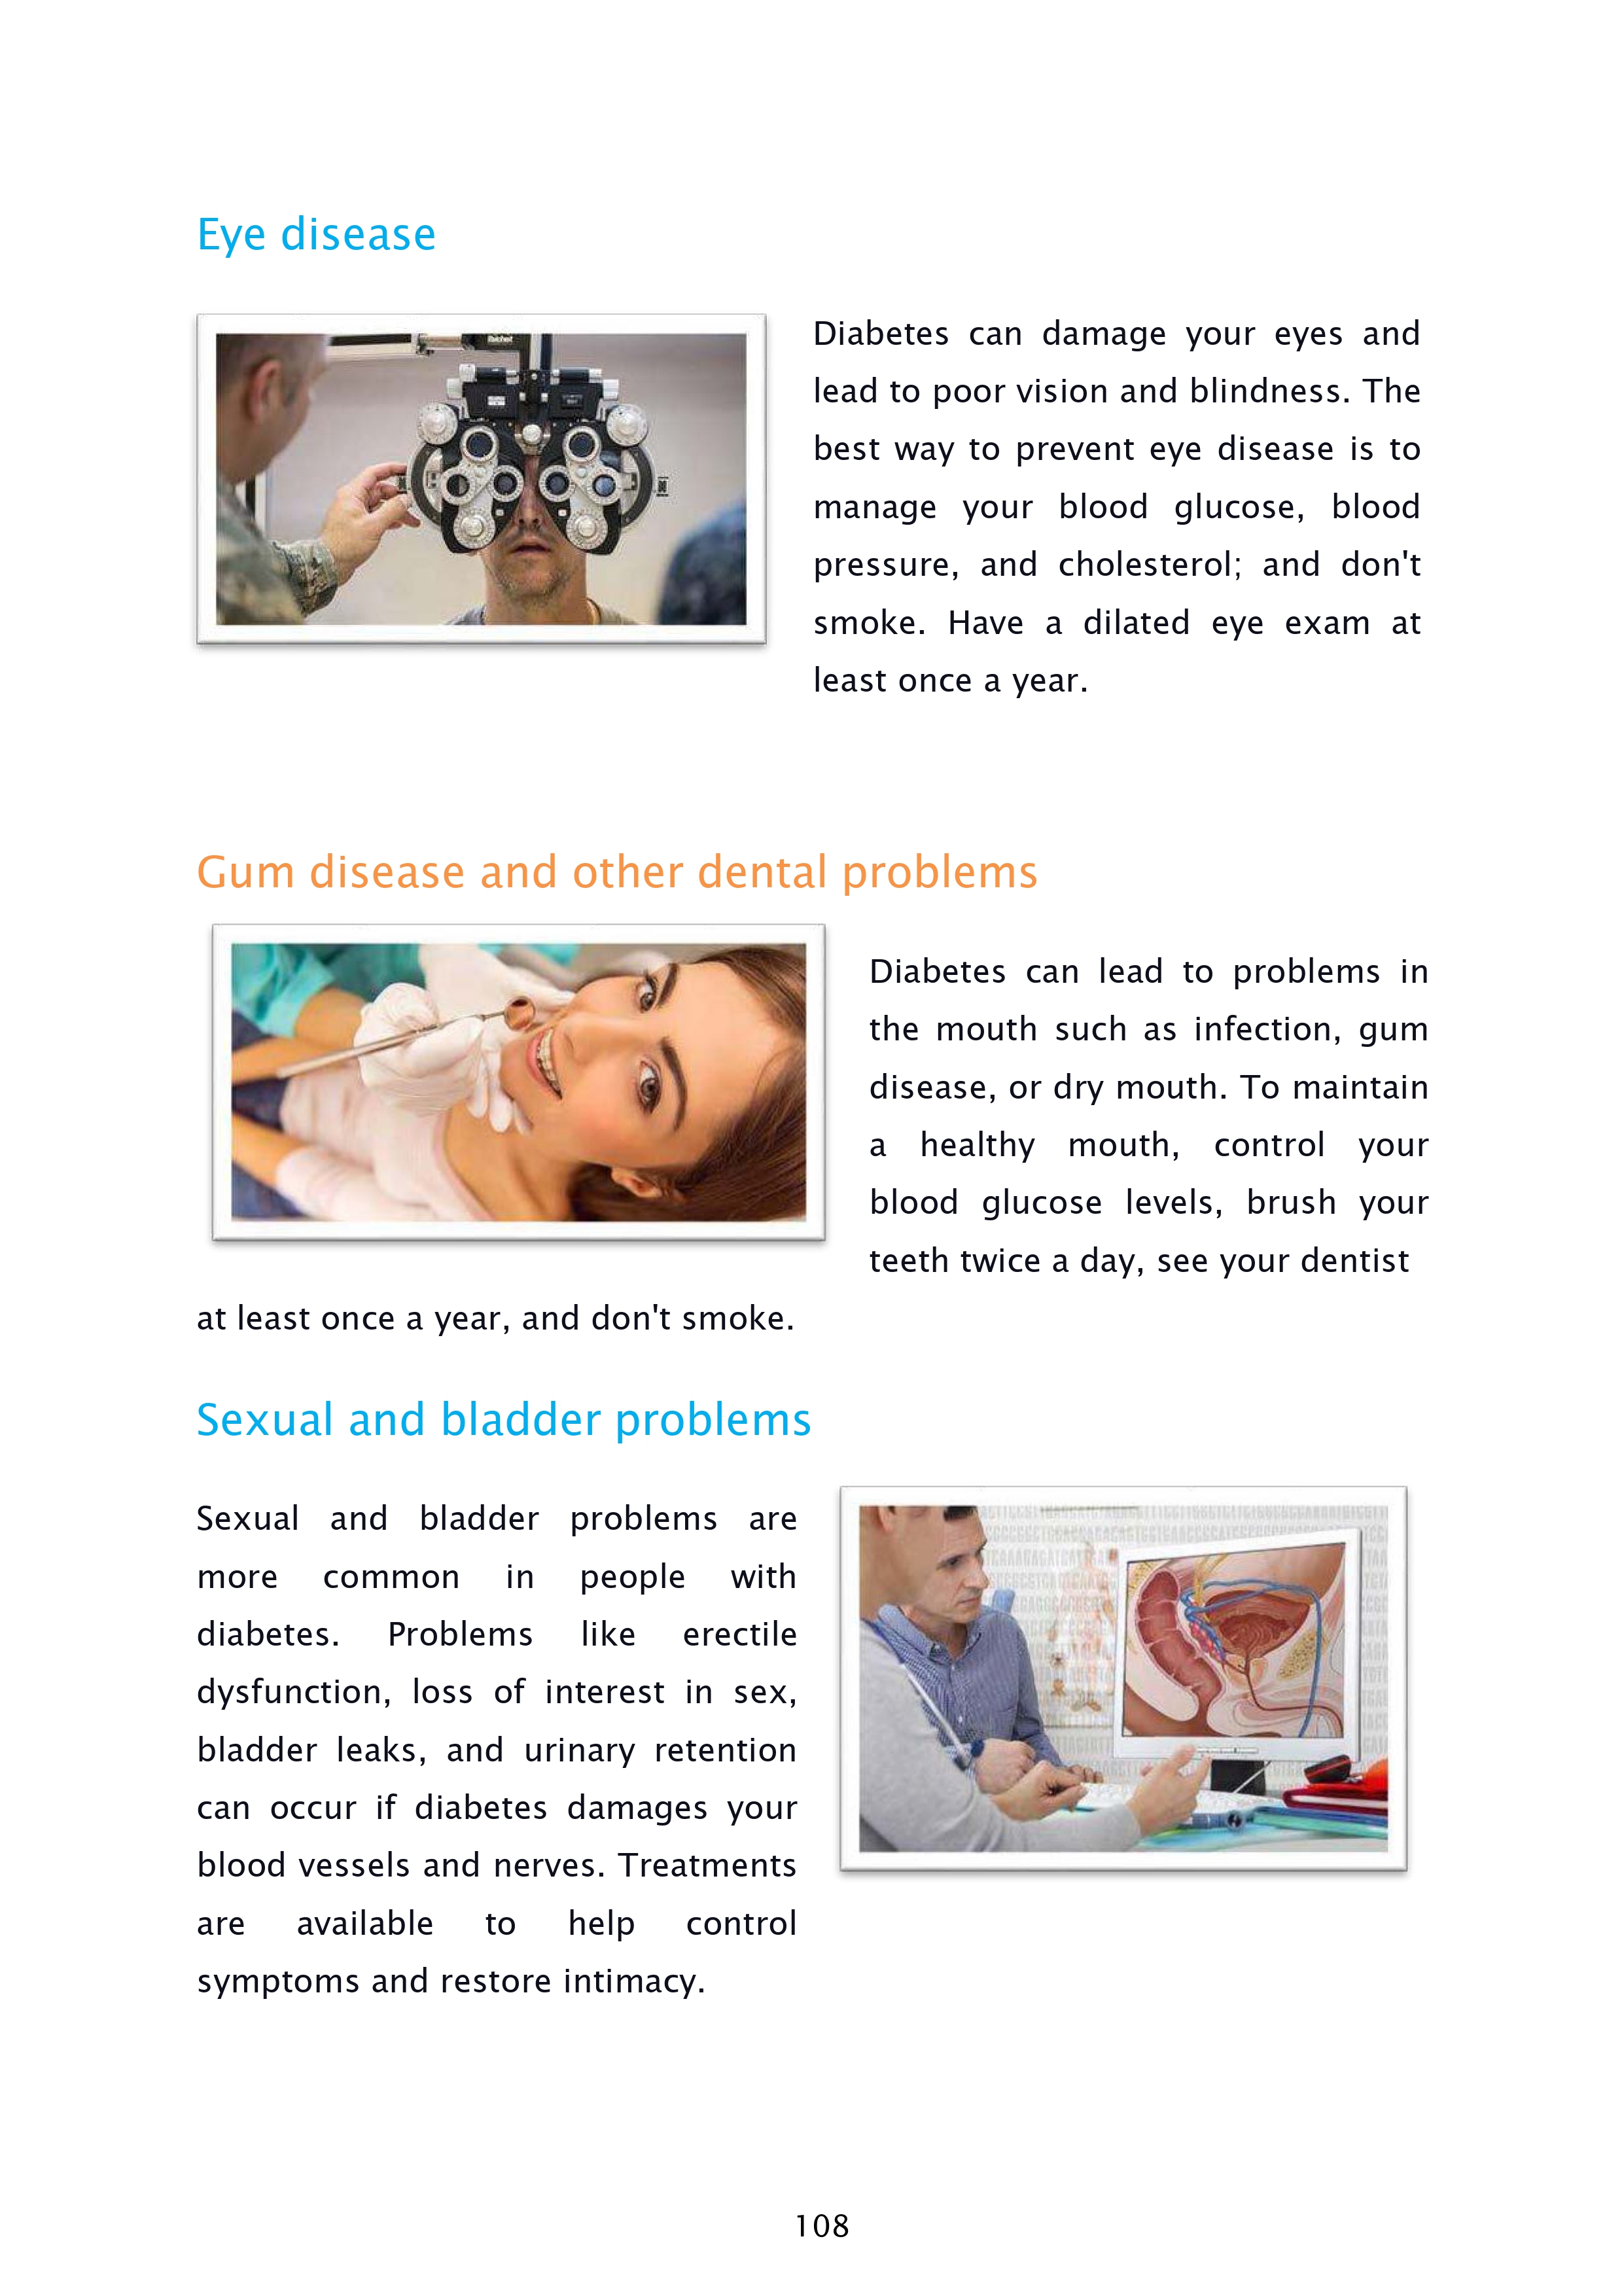 Eye disease
Reichert
Diabetes can damage your eyes and
lead to poor vision and blindness. The
best way to prevent eye disease is to
manage your blood glucose, blood
pressure, and cholesterol; and don't
smoke. Have a dilated eye exam at
least once a year.
Gum disease and other dental problems
Diabetes can lead to problems in
the mouth such as infection, gum
disease, or dry mouth. To maintain
a healthy mouth, control your
blood glucose levels, brush your
teeth twice a day, see your dentist
at least once a year, and don't smoke.
Sexual and bladder problems
Sexual and bladder problems are
more common in people with
diabetes. Problems like erectile
dysfunction, loss of interest in sex,
bladder leaks, and urinary retention
can occur if diabetes damages your
blood vessels and nerves. Treatments
are available to help control
symptoms and restore intimacy.
108